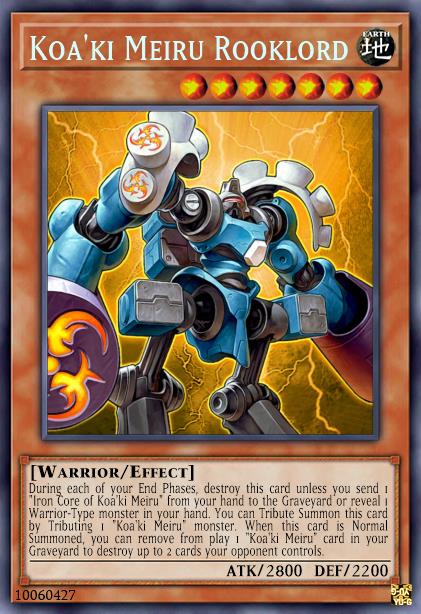 Koa'ki Meiru Rooklord
EARTH
地
[Warrior/Effect]
During each of your End Phases, destroy this card unless you send 1
"Iron Core of Koa'ki Meiru" from your hand to the Graveyard or reveal 1
Warrior-Type monster in your hand. You can Tribute Summon this card
by Tributing 1 "Koa'ki Meiru" monster. When this card is Normal
Summoned, you can remove from play 1 "Koa'ki Meiru" card in your
Graveyard to destroy up to 2 cards your opponent controls.
ATK/2800 DEF/2200
10060427